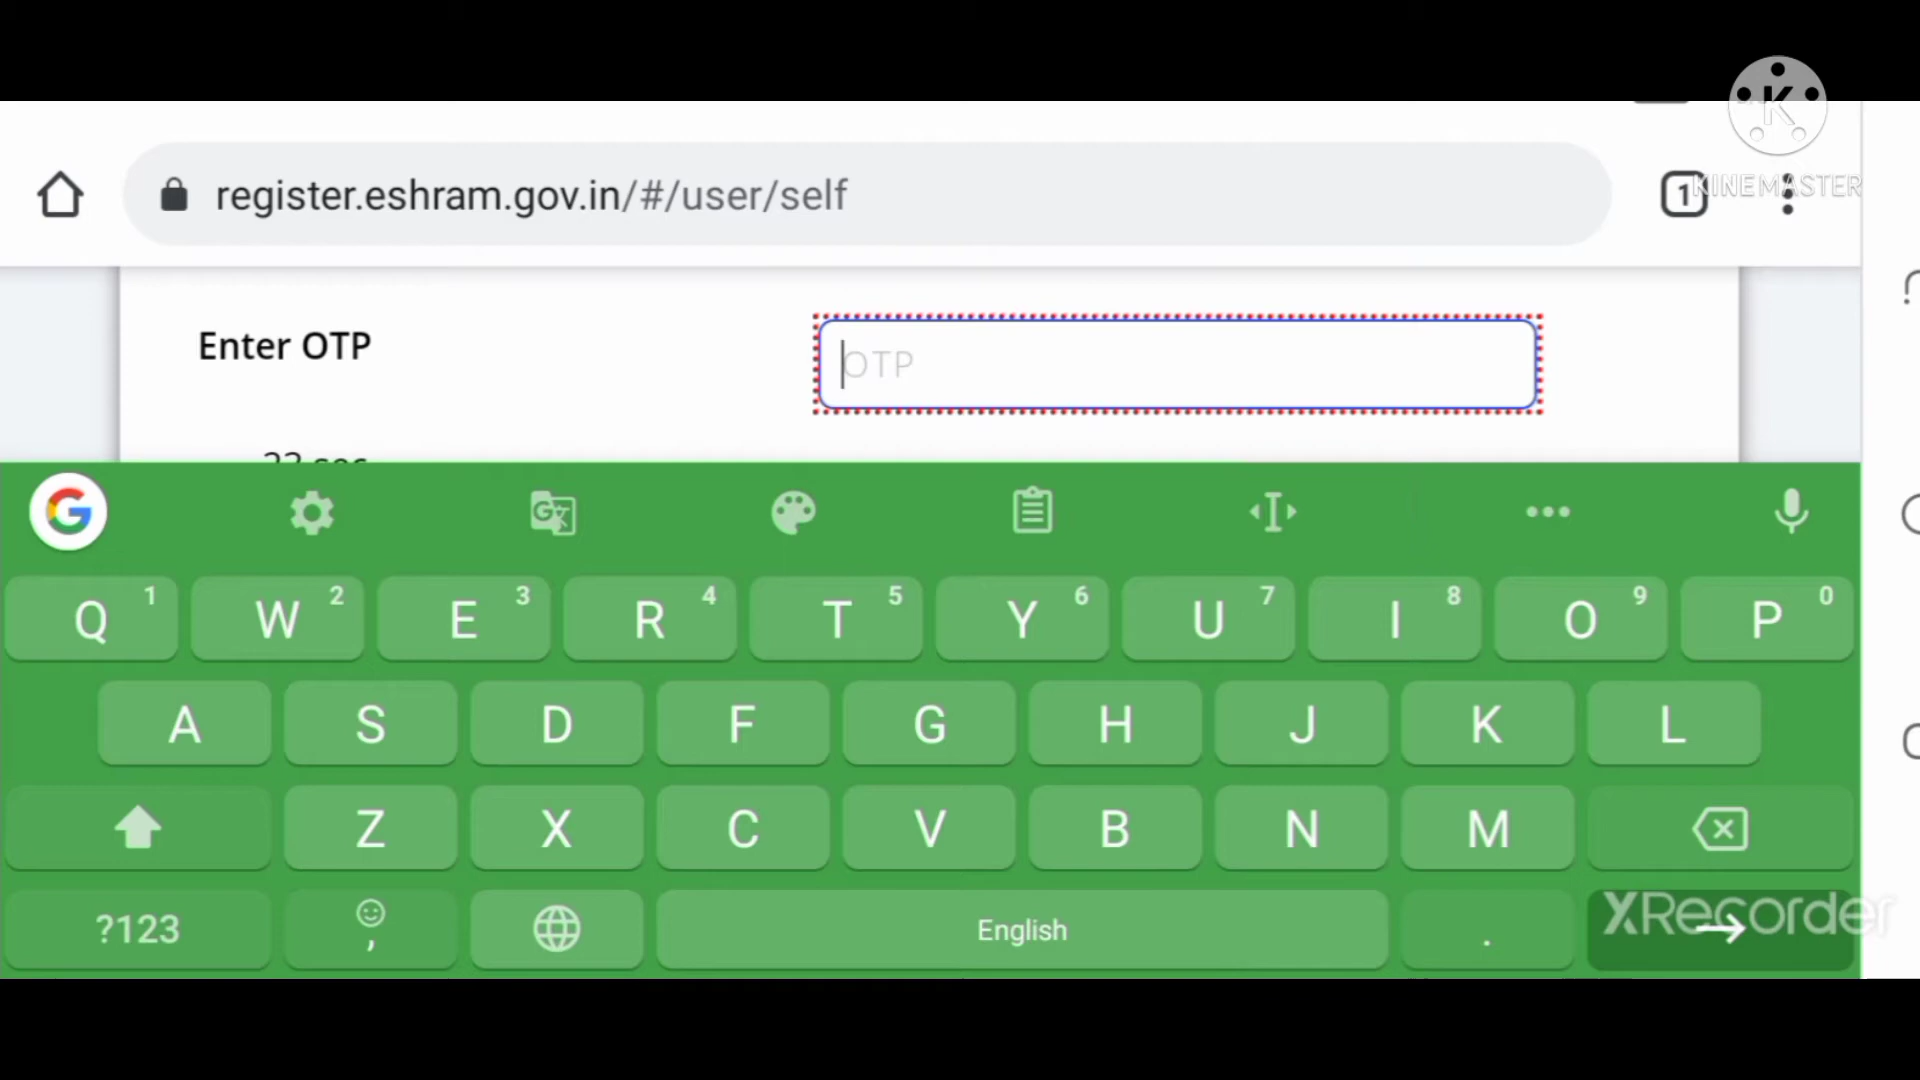 K
KINEMASTER
register.eshram.gov.in/#/user/self
1
Enter OTP
OTP
G
Q 1 W 2 E 3 R 4 T 5 Y 6 U 7 I 8 O 9 P 0
A S D F G H J K L
Z X C V B N M
?123 , English .
XRecorder